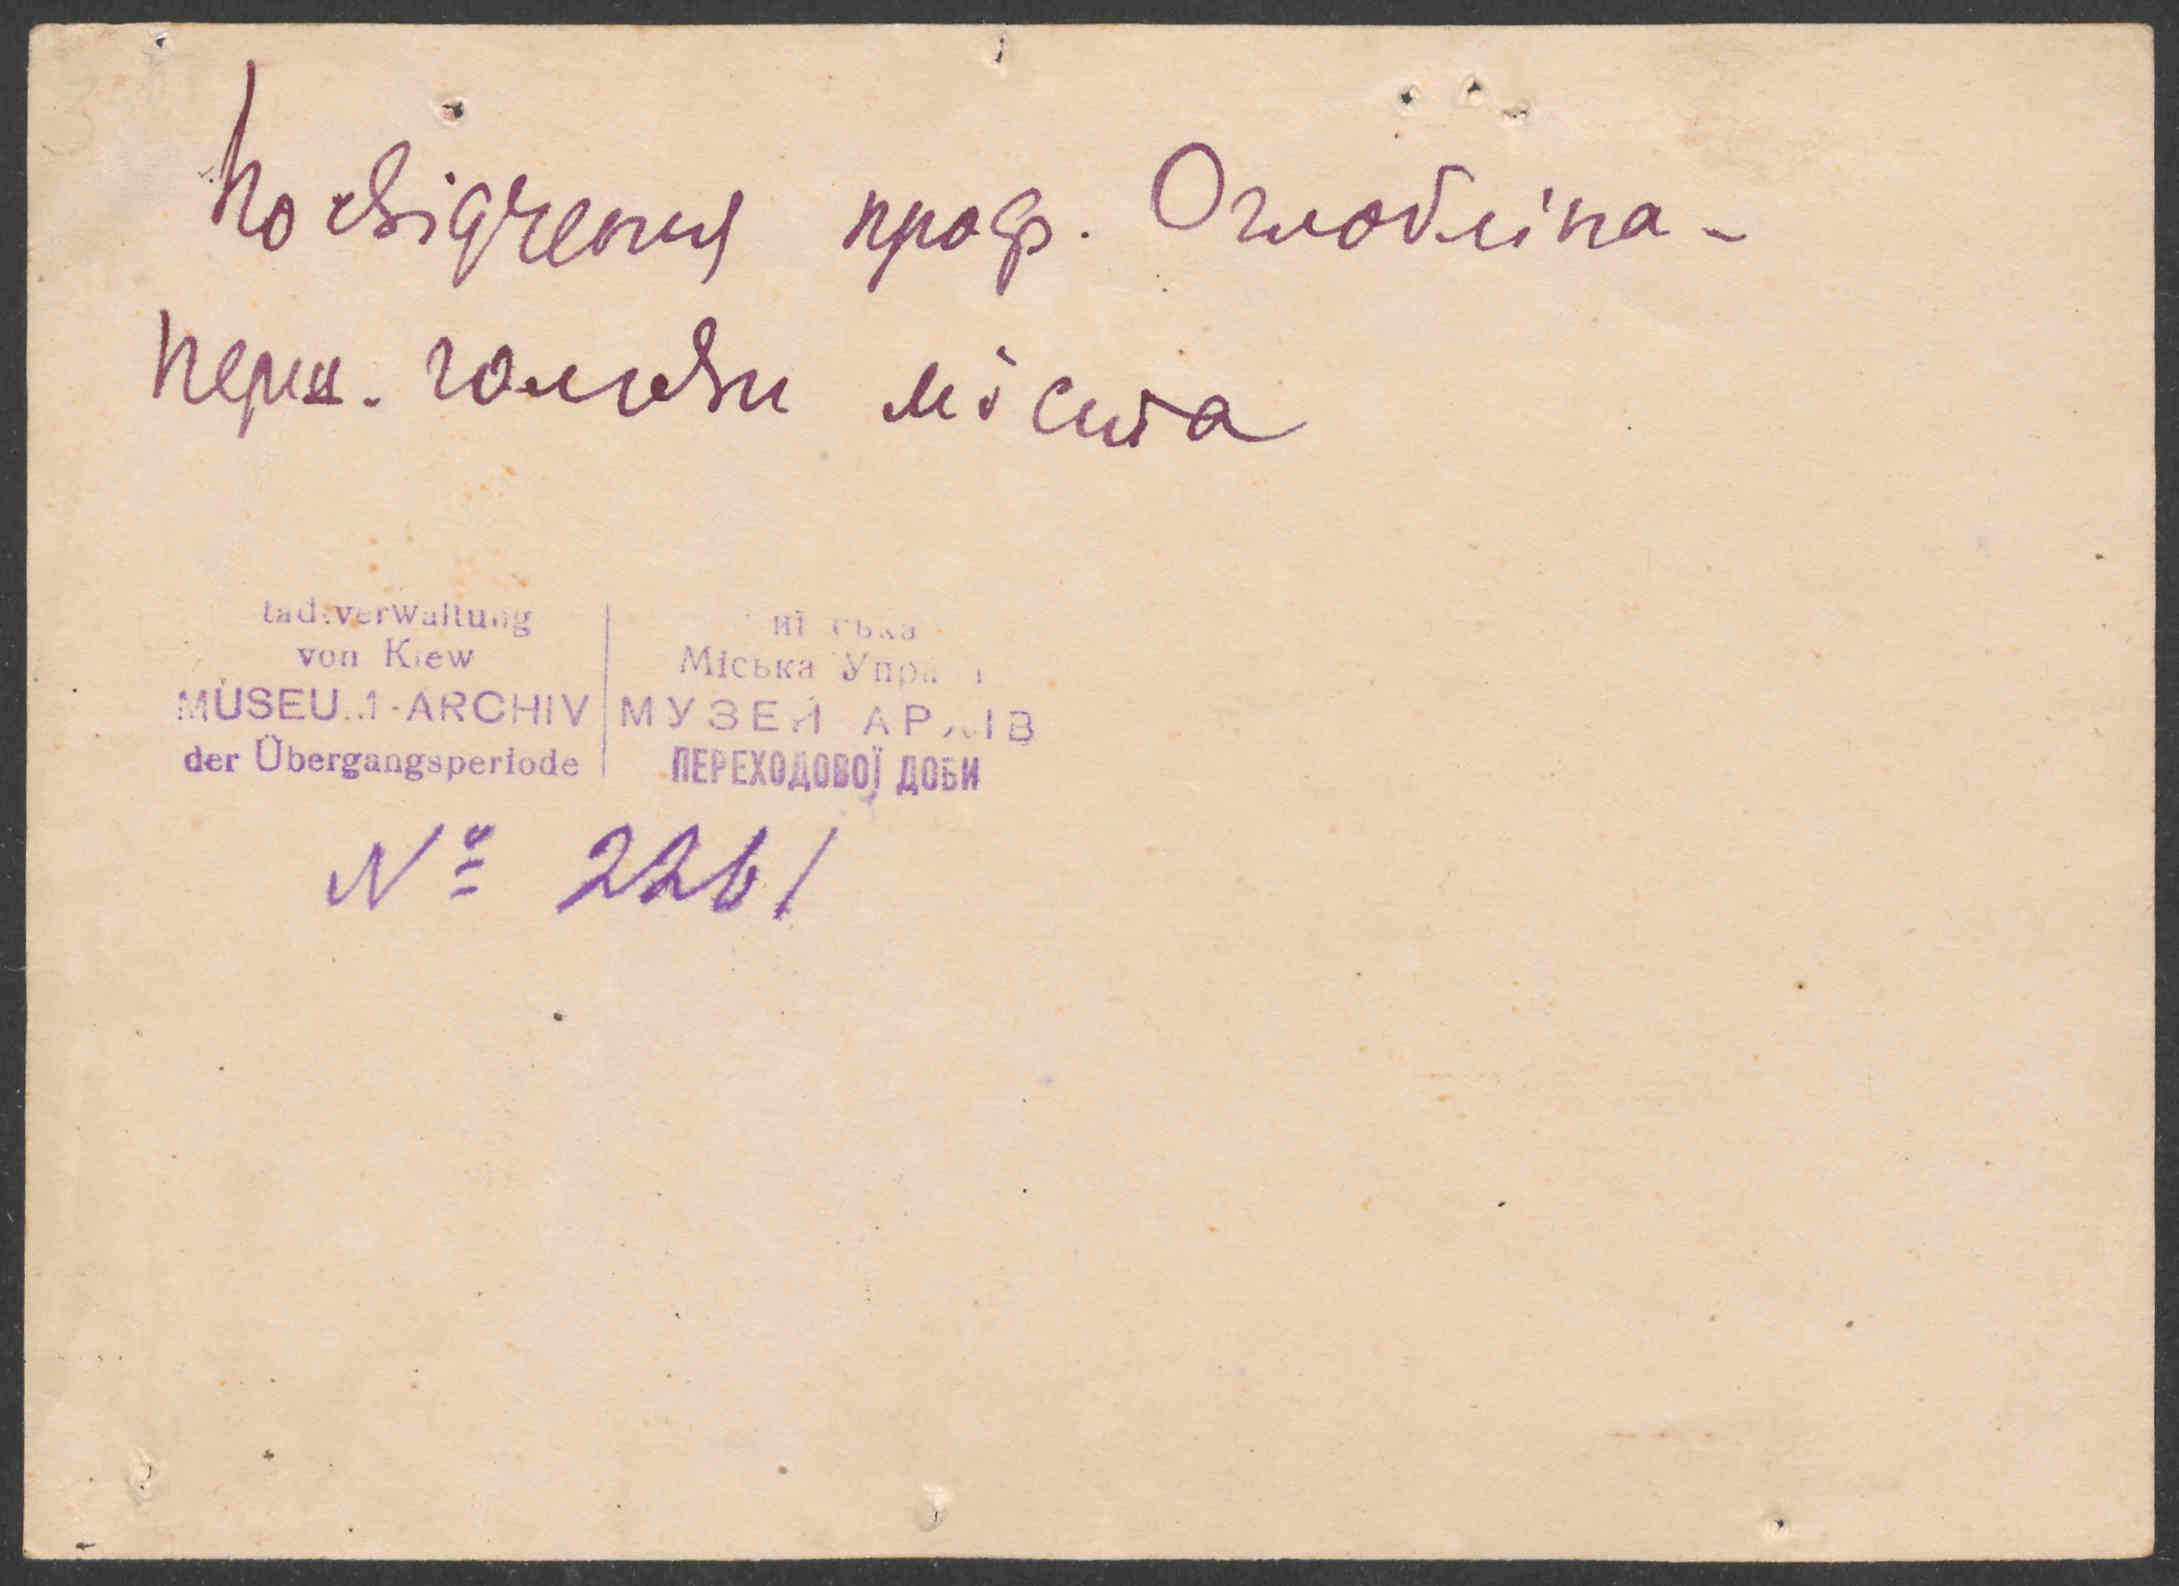 Посвідчення проф. Оглобліна -
перш. голови міста
tadtverwaltung
von Kiew
MUSEUM-ARCHIV
der Übergangsperiode
Міська Управа
МУЗЕЙ АРХІВ
ПЕРЕХОДОВОЇ ДОБИ
№ 2261